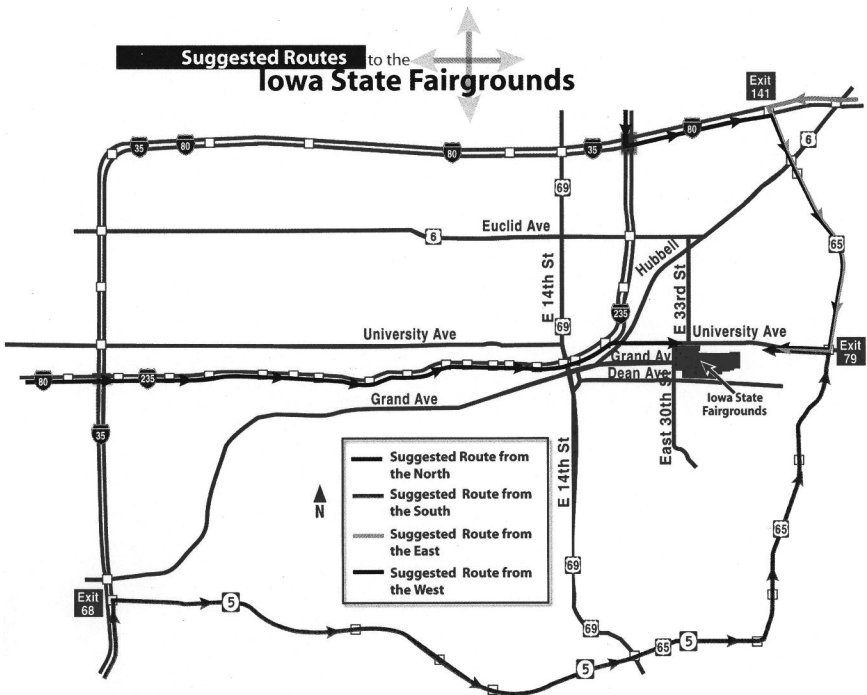 Suggested Routes to the
Iowa State Fairgrounds
Exit
141
35
80
80
35
80
6
69
Euclid Ave
6
65
Hubbell
E 14th St
E 33rd St
235
69
University Ave
University Ave
Exit
79
Grand Av
Dean Ave
80
235
Iowa State
Fairgrounds
Grand Ave
East 30th S
35
E 14th St
Suggested Route from
the North
Suggested Route from
the South
Suggested Route from
the East
Suggested Route from
the West
N
65
69
Exit
68
5
69
65
5
5